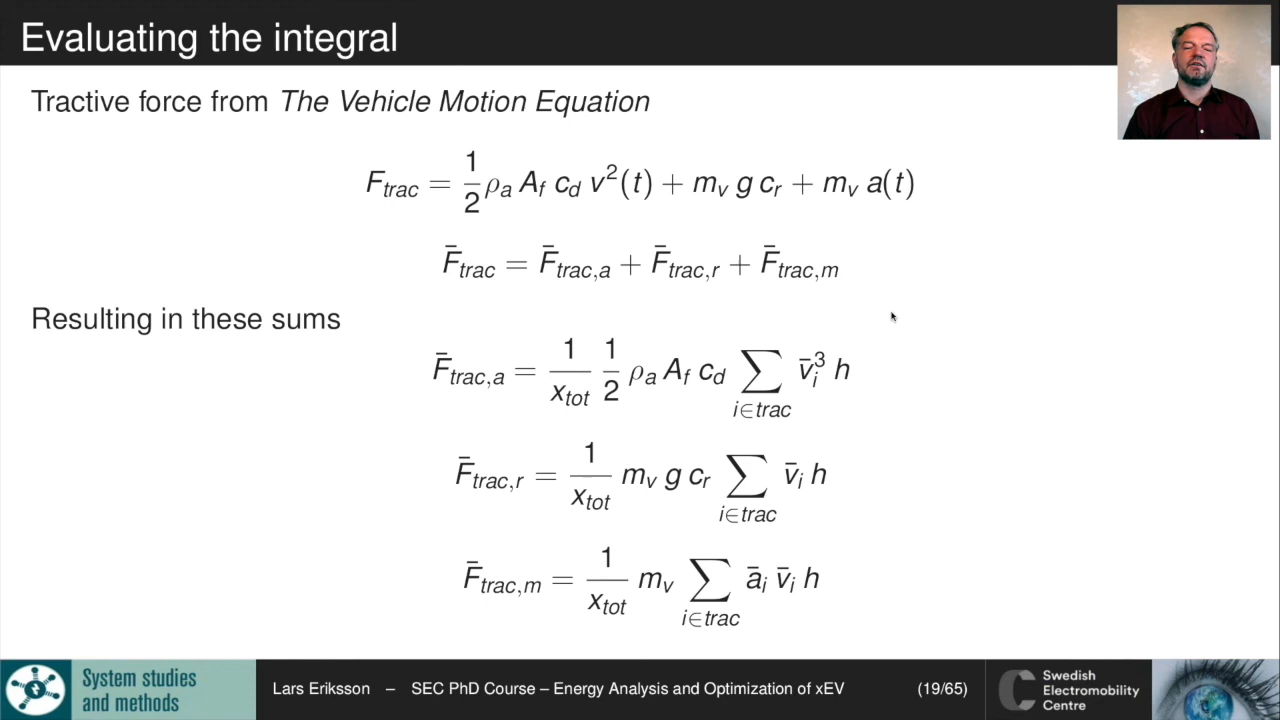 Evaluating the integral
Tractive force from The Vehicle Motion Equation
F_trac = 1/2 ρ_a A_f c_d v²(t) + m_v g c_r + m_v a(t)
F̄_trac = F̄_trac,a + F̄_trac,r + F̄_trac,m
Resulting in these sums
F̄_trac,a = 1/x_tot 1/2 ρ_a A_f c_d ∑_{i∈trac} v̄_i³ h
F̄_trac,r = 1/x_tot m_v g c_r ∑_{i∈trac} v̄_i h
F̄_trac,m = 1/x_tot m_v ∑_{i∈trac} ā_i v̄_i h
System studies
and methods
Lars Eriksson – SEC PhD Course – Energy Analysis and Optimization of xEV
(19/65)
Swedish
Electromobility
Centre